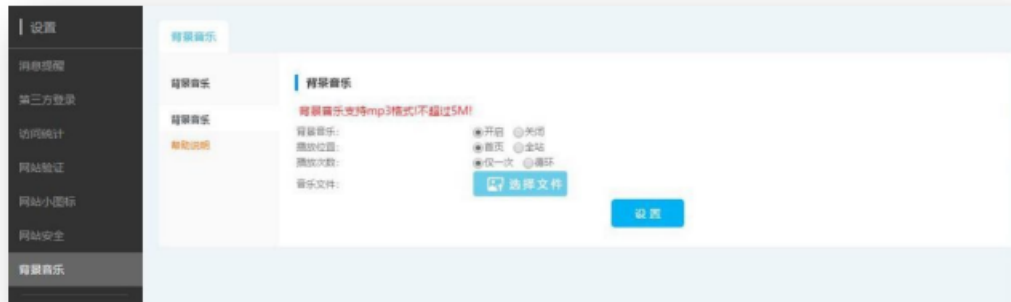 设置
消息提醒
第三方登录
访问统计
网站验证
网站小图标
网站安全
背景音乐
背景音乐
背景音乐
背景音乐
帮助说明
背景音乐
背景音乐支持mp3格式!不超过5M!
背景音乐: 开启 关闭
播放位置: 首页 全站
播放次数: 仅一次 循环
音乐文件: 选择文件
设置